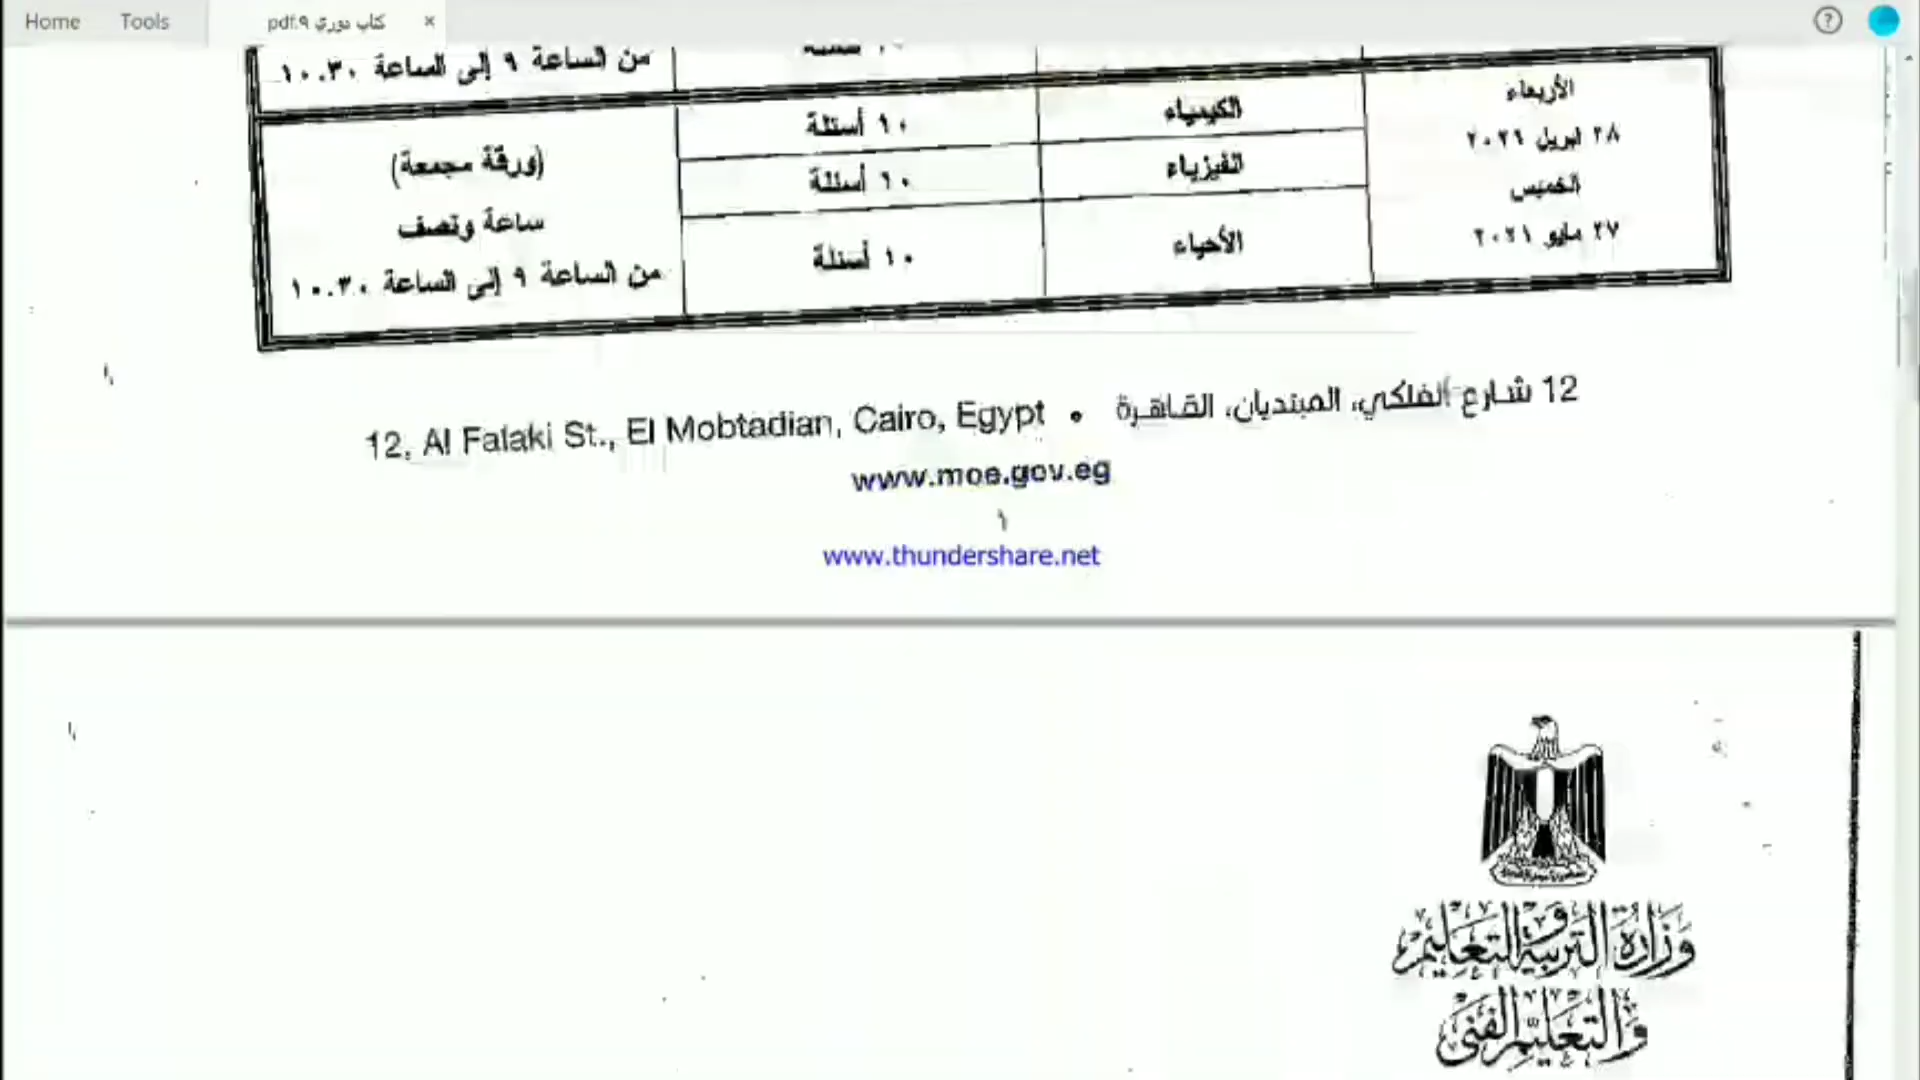 Home Tools كتاب دوري ٩.pdf ×
من الساعة ٩ إلى الساعة ١٠.٣٠
الأربعاء
٢٨ ابريل ٢٠٢١
الخميس
٢٧ مايو ٢٠٢١
الكيمياء ١٠ أسئلة
الفيزياء ١٠ أسئلة
الأحياء ١٠ أسئلة
(ورقة مجمعة)
ساعة ونصف
من الساعة ٩ إلى الساعة ١٠.٣٠
12, Al Falaki St., El Mobtadian, Cairo, Egypt • 12 شارع الفلكي، المبتديان، القاهرة
www.moe.gov.eg
١
www.thundershare.net
وزارة التربية والتعليم
والتعليم الفني